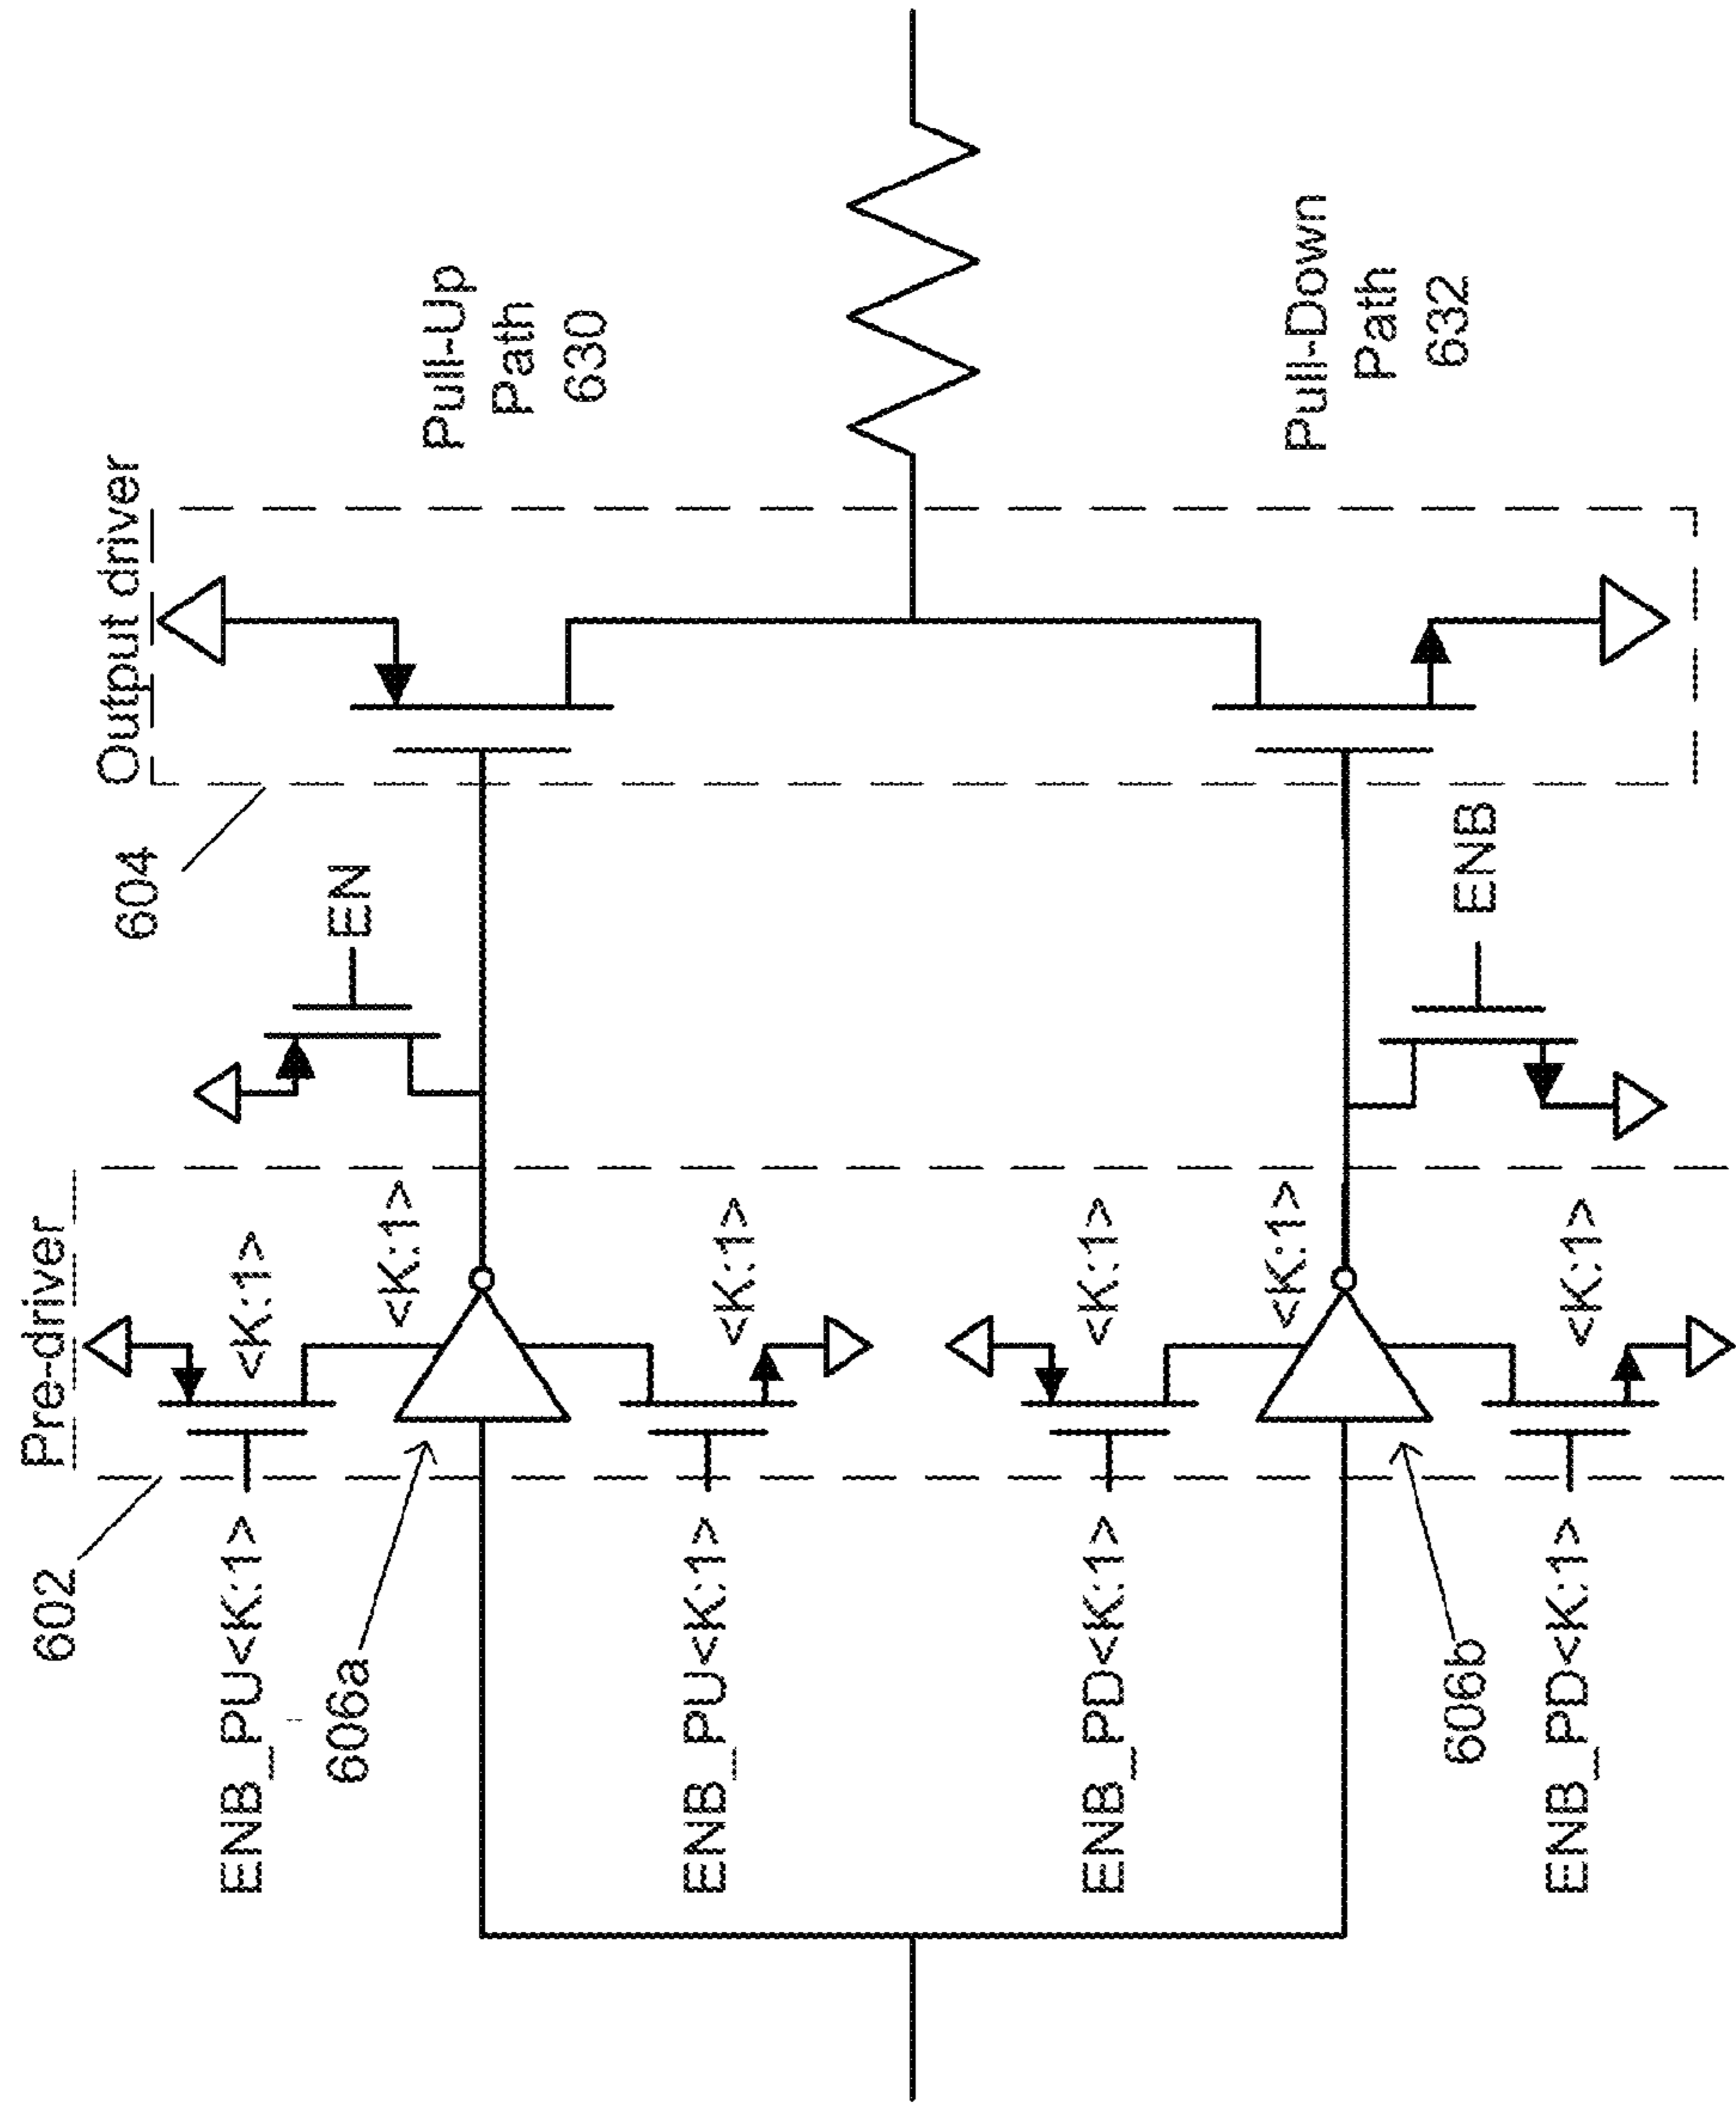 Pre-driver
602
<K:1>
<K:1>
<K:1>
<K:1>
<K:1>
<K:1>
ENB_PU<K:1>
606a
ENB_PU<K:1>
ENB_PD<K:1>
606b
ENB_PD<K:1>
EN
ENB
Output driver
604
Pull-Up
Path
630
Pull-Down
Path
632